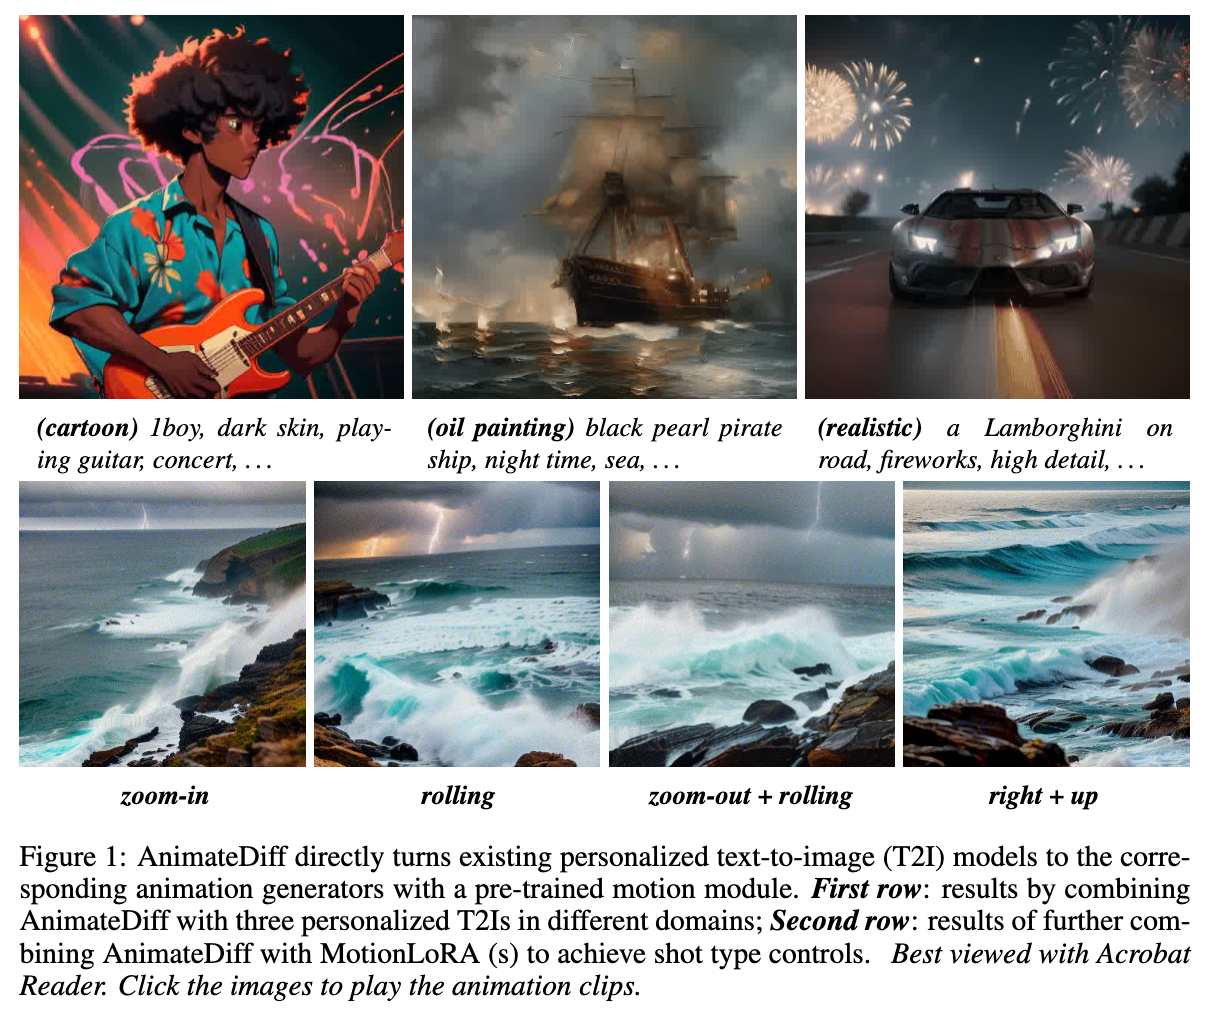 (cartoon) 1boy, dark skin, play-
ing guitar, concert, . . .
(oil painting) black pearl pirate
ship, night time, sea, . . .
(realistic) a Lamborghini on
road, fireworks, high detail, . . .
zoom-in
rolling
zoom-out + rolling
right + up
Figure 1: AnimateDiff directly turns existing personalized text-to-image (T2I) models to the corre-
sponding animation generators with a pre-trained motion module. First row: results by combining
AnimateDiff with three personalized T2Is in different domains; Second row: results of further com-
bining AnimateDiff with MotionLoRA (s) to achieve shot type controls. Best viewed with Acrobat
Reader. Click the images to play the animation clips.